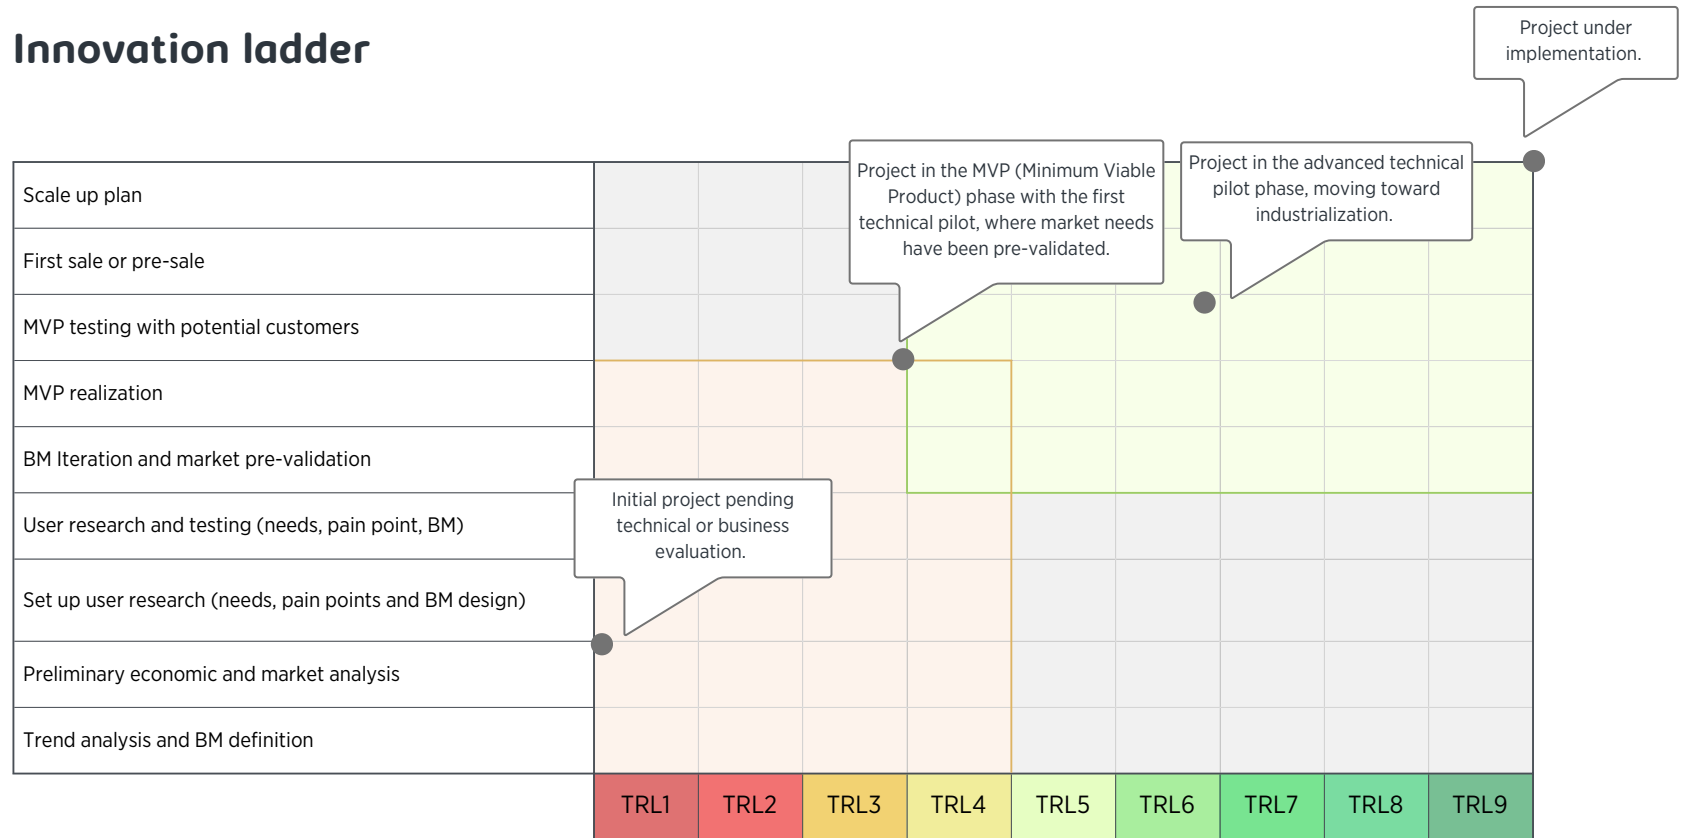 Innovation ladder
Project under
implementation.
Project in the MVP (Minimum Viable
Product) phase with the first
technical pilot, where market needs
have been pre-validated.
Project in the advanced technical
pilot phase, moving toward
industrialization.
Scale up plan
First sale or pre-sale
MVP testing with potential customers
MVP realization
BM Iteration and market pre-validation
User research and testing (needs, pain point, BM)
Initial project pending
technical or business
evaluation.
Set up user research (needs, pain points and BM design)
Preliminary economic and market analysis
Trend analysis and BM definition
TRL1 TRL2 TRL3 TRL4 TRL5 TRL6 TRL7 TRL8 TRL9